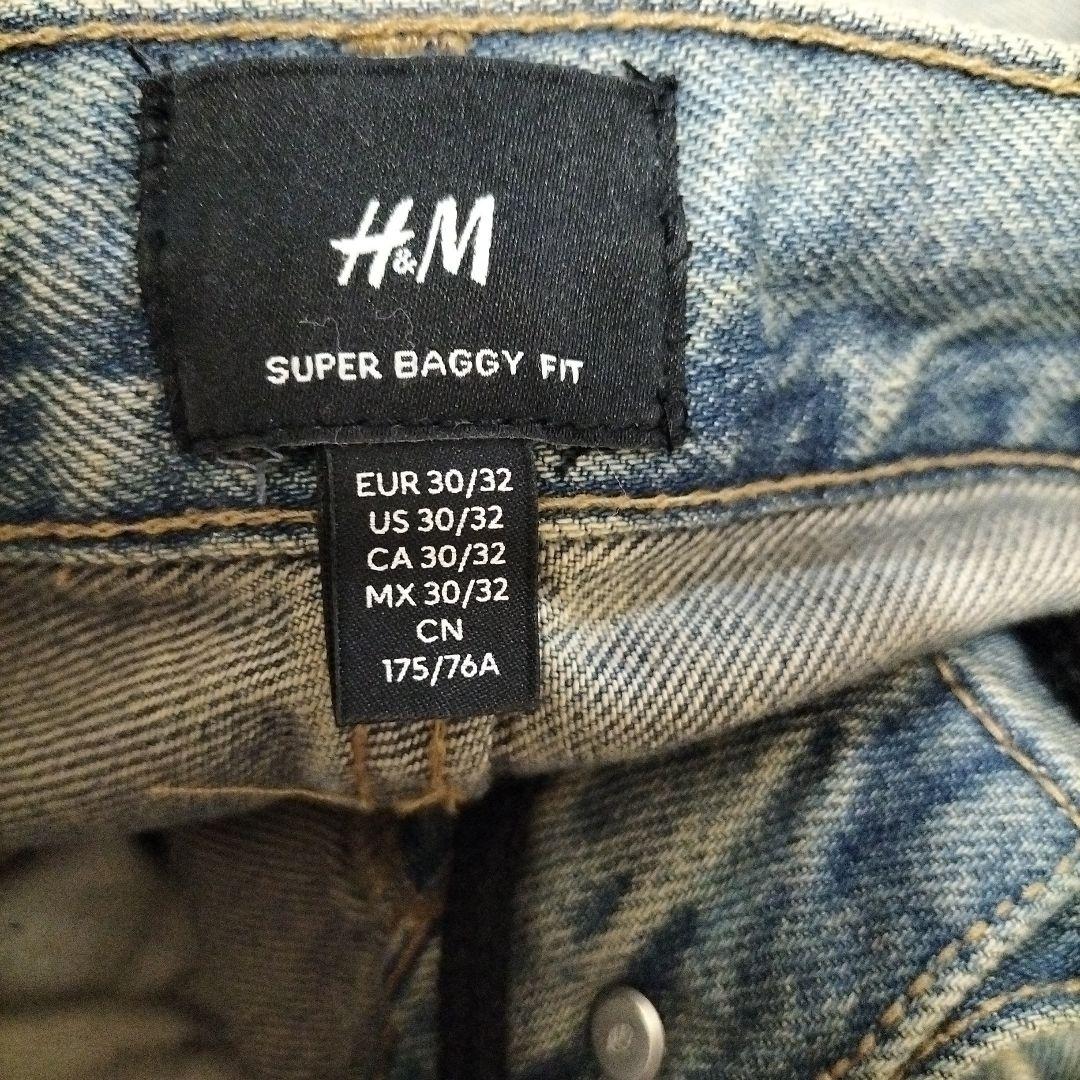 H&M
SUPER BAGGY FIT
EUR 30/32
US 30/32
CA 30/32
MX 30/32
CN
175/76A